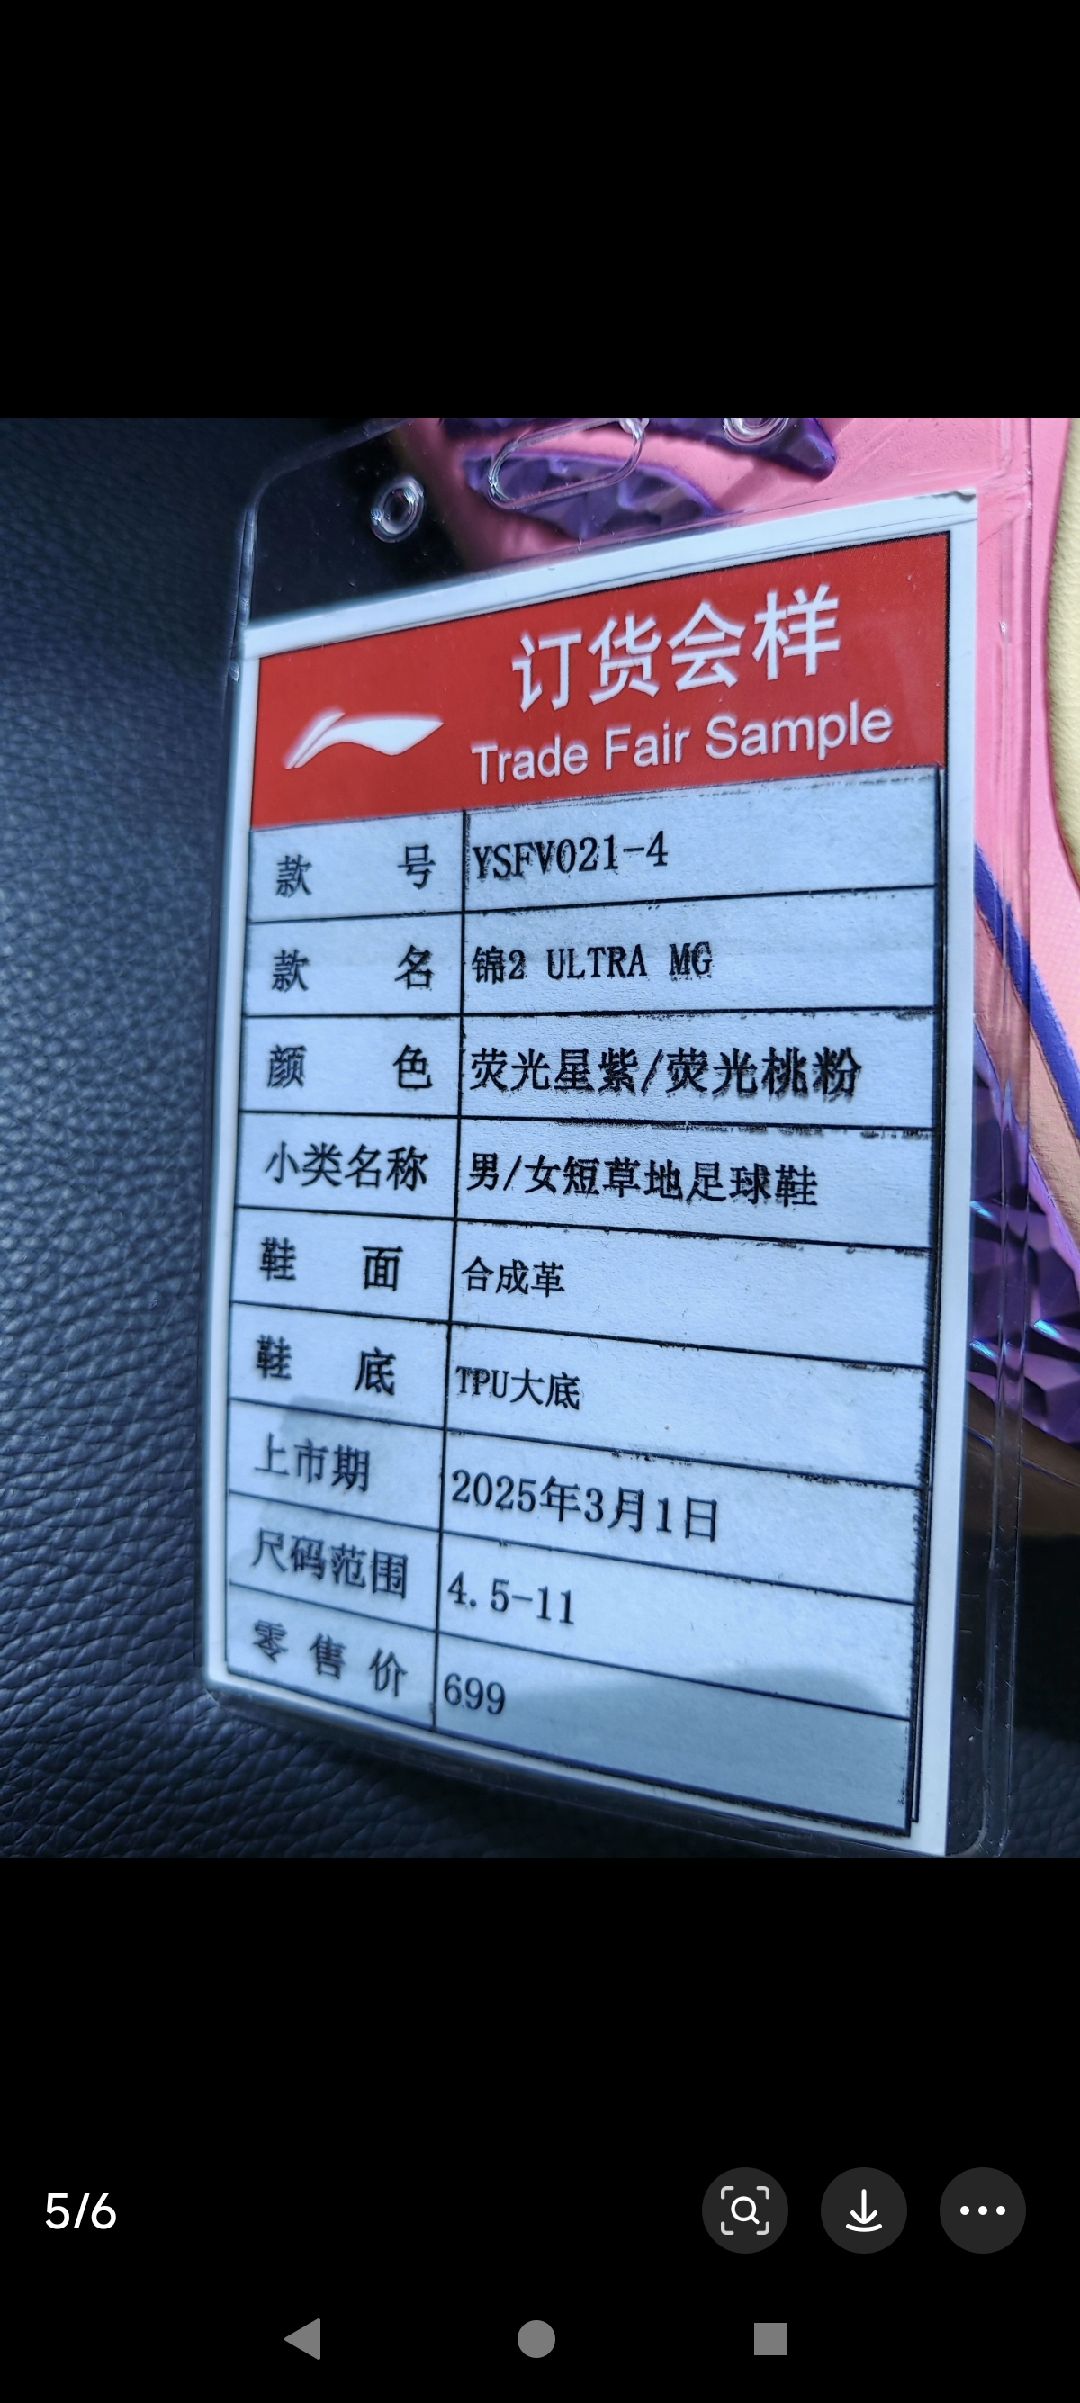 订货会样
Trade Fair Sample
款 号 YSFV021-4
款 名 锦2 ULTRA MG
颜 色 荧光星紫/荧光桃粉
小类名称 男/女短草地足球鞋
鞋 面 合成革
鞋 底 TPU大底
上市期 2025年3月1日
尺码范围 4.5-11
零售价 699
5/6